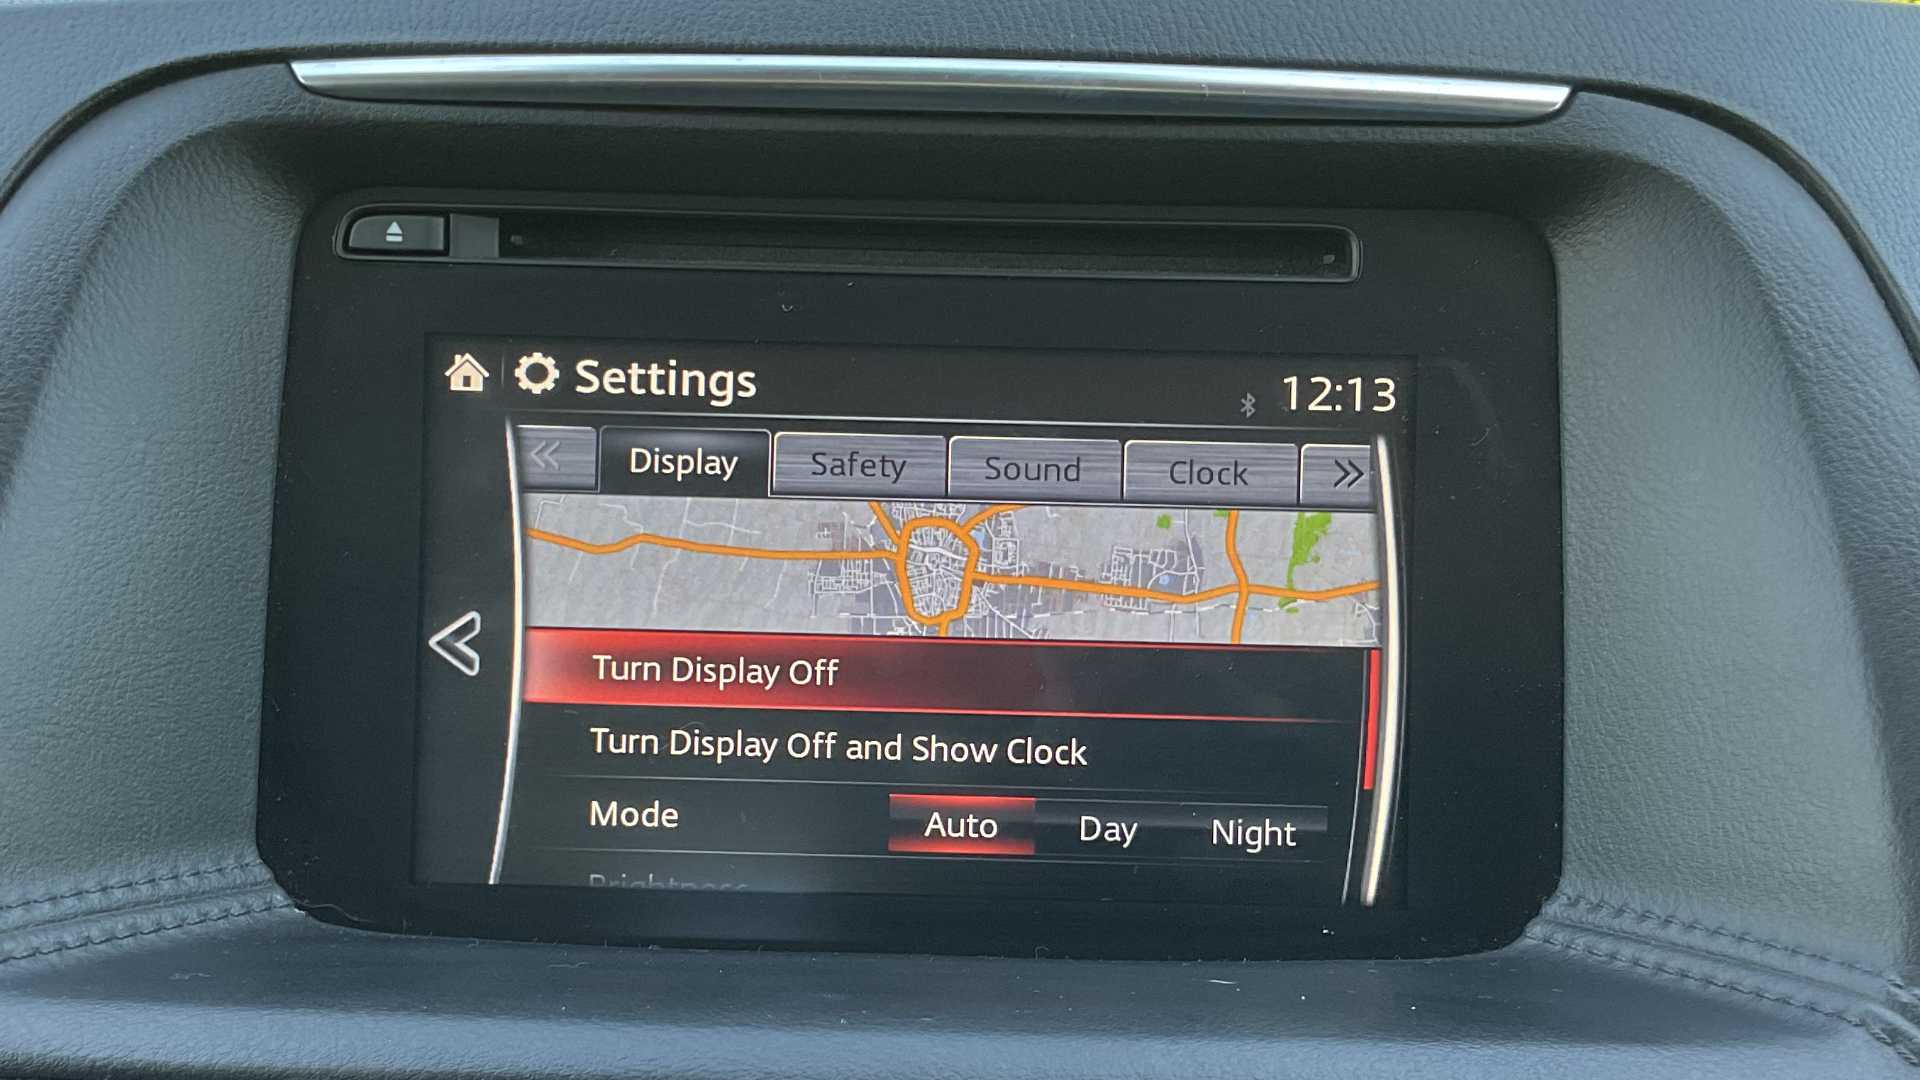 Settings
12:13
Display Safety Sound Clock
Turn Display Off
Turn Display Off and Show Clock
Mode Auto Day Night
Brightness